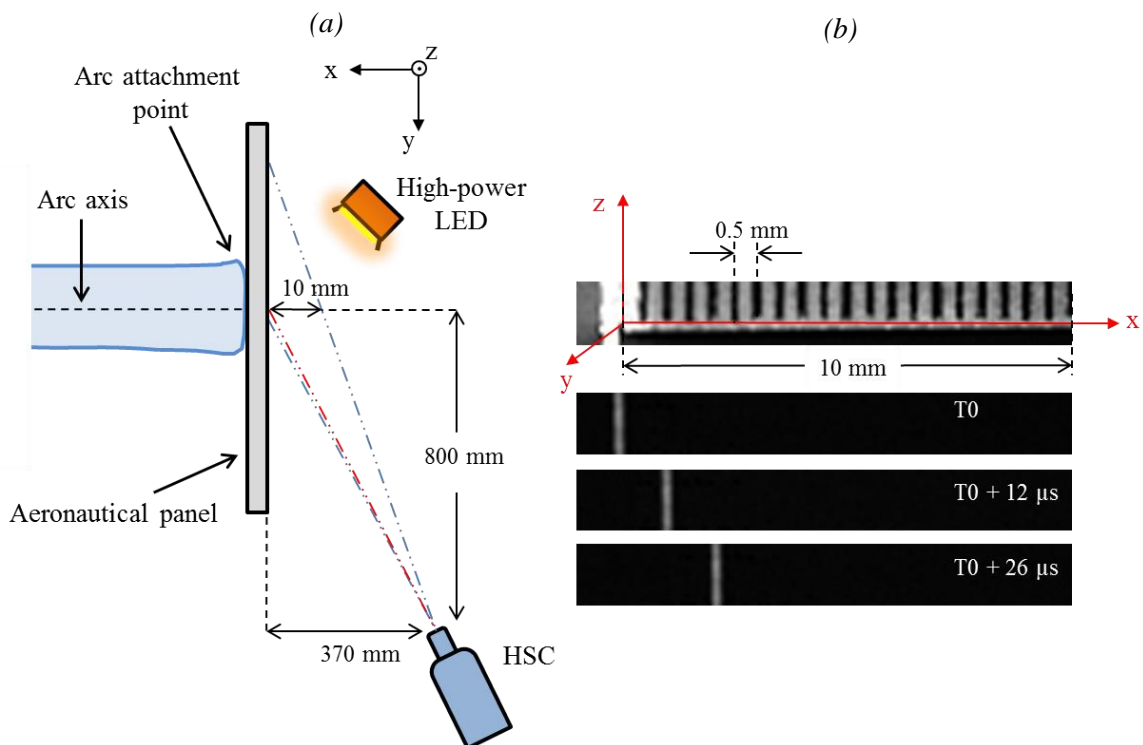 (a)
(b)
z
x
y
Arc attachment
point
High-power
LED
Arc axis
10 mm
800 mm
Aeronautical panel
370 mm
HSC
z
0.5 mm
x
y
10 mm
T0
T0 + 12 µs
T0 + 26 µs